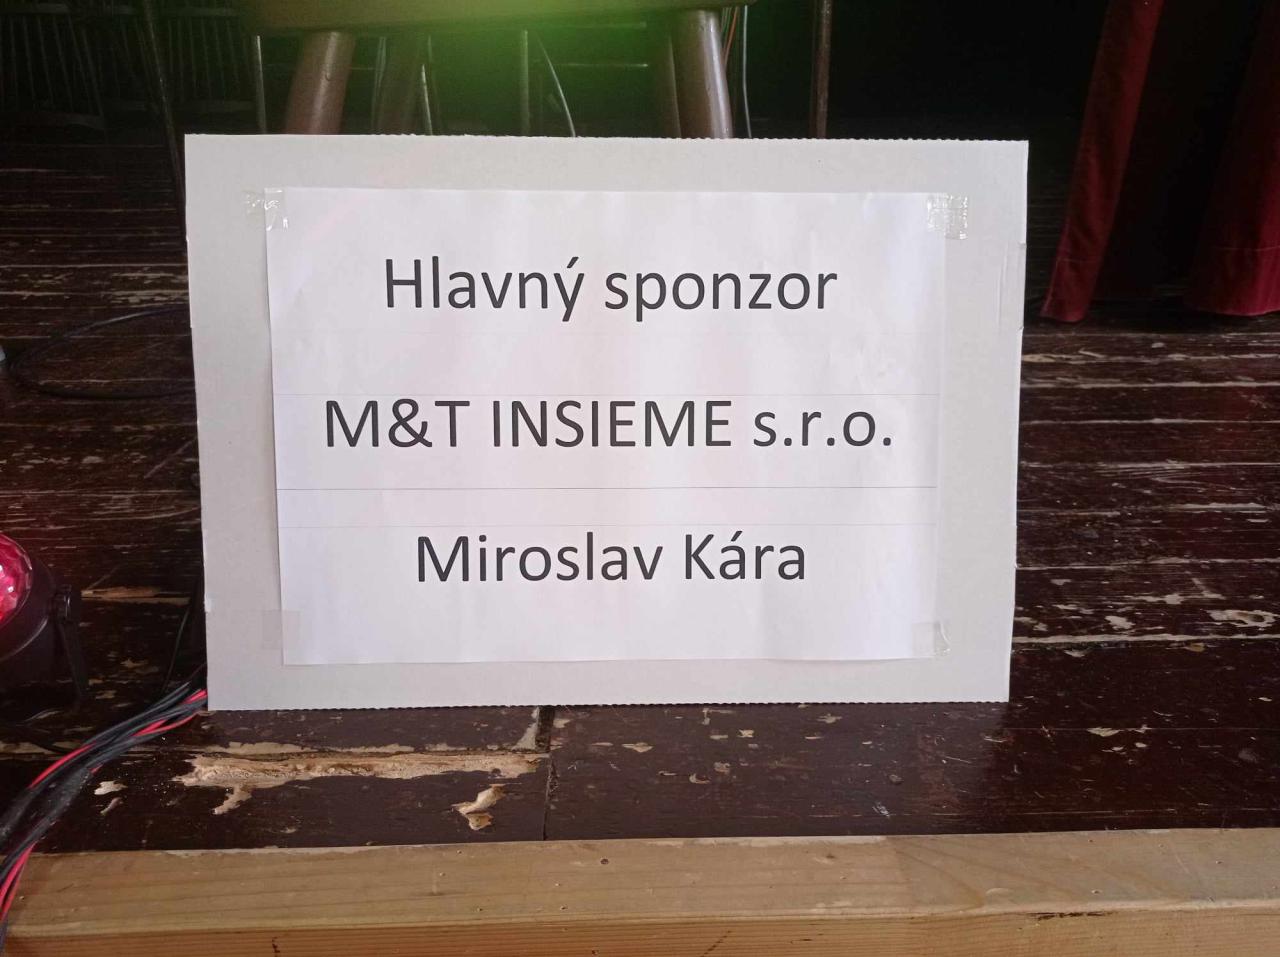 Hlavný sponzor
M&T INSIEME s.r.o.
Miroslav Kára